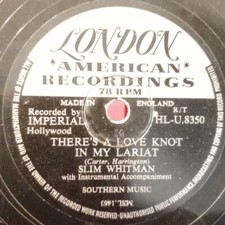 LONDON
"AMERICAN"
RECORDINGS
78 RPM
MADE IN ENGLAND
Recorded by R/T
IMPERIAL HL-U.8350
Hollywood
THERE'S A LOVE KNOT
IN MY LARIAT
(Carter, Harrington)
SLIM WHITMAN
with Instrumental Accompaniment
SOUTHERN MUSIC